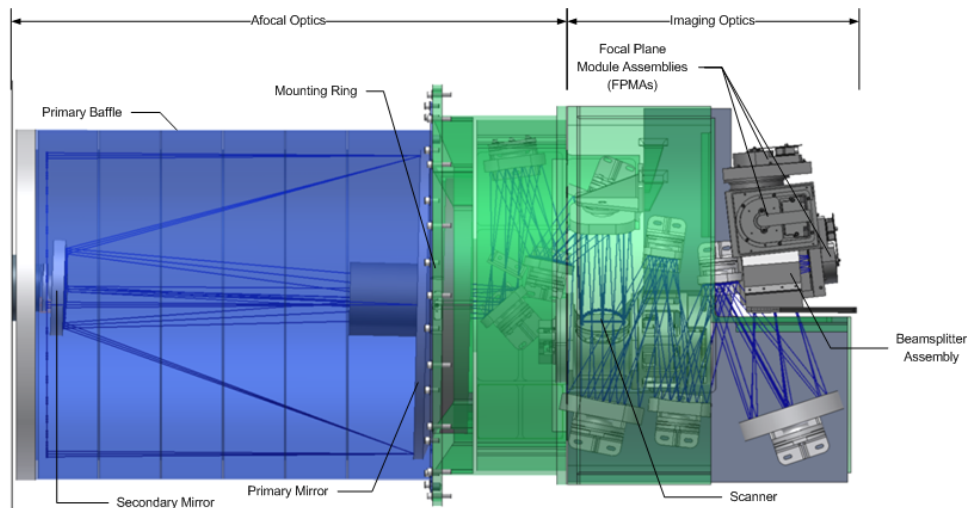 Afocal Optics
Imaging Optics
Focal Plane
Module Assemblies
(FPMAs)
Mounting Ring
Primary Baffle
Beamsplitter
Assembly
Primary Mirror
Secondary Mirror
Scanner